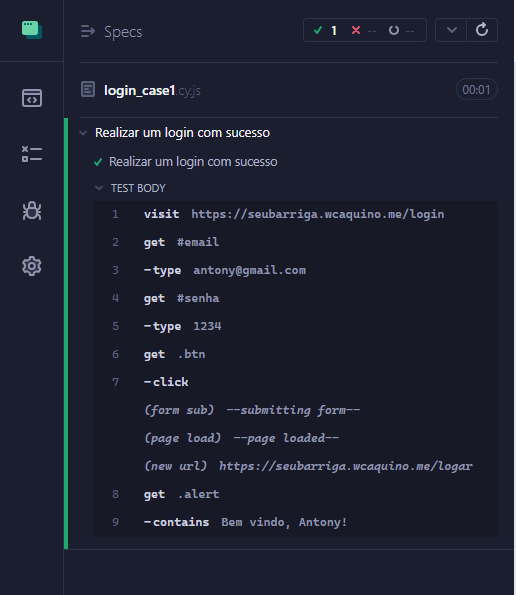 Specs
1 -- --
login_case1.cy.js 00:01
Realizar um login com sucesso
Realizar um login com sucesso
TEST BODY
1 visit https://seubarriga.wcaquino.me/login
2 get #email
3 -type antony@gmail.com
4 get #senha
5 -type 1234
6 get .btn
7 -click
(form sub) --submitting form--
(page load) --page loaded--
(new url) https://seubarriga.wcaquino.me/logar
8 get .alert
9 -contains Bem vindo, Antony!